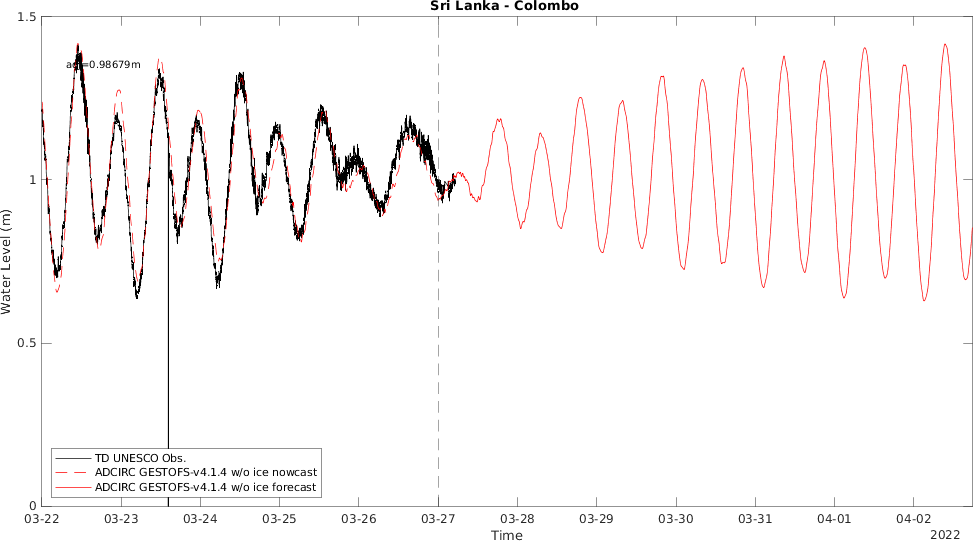 Sri Lanka - Colombo
1.5
1
0.5
0
Water Level (m)
=0.98679m
TD UNESCO Obs.
ADCIRC GESTOFS-v4.1.4 w/o ice nowcast
ADCIRC GESTOFS-v4.1.4 w/o ice forecast
03-22 03-23 03-24 03-25 03-26 03-27 03-28 03-29 03-30 03-31 04-01 04-02
Time
2022